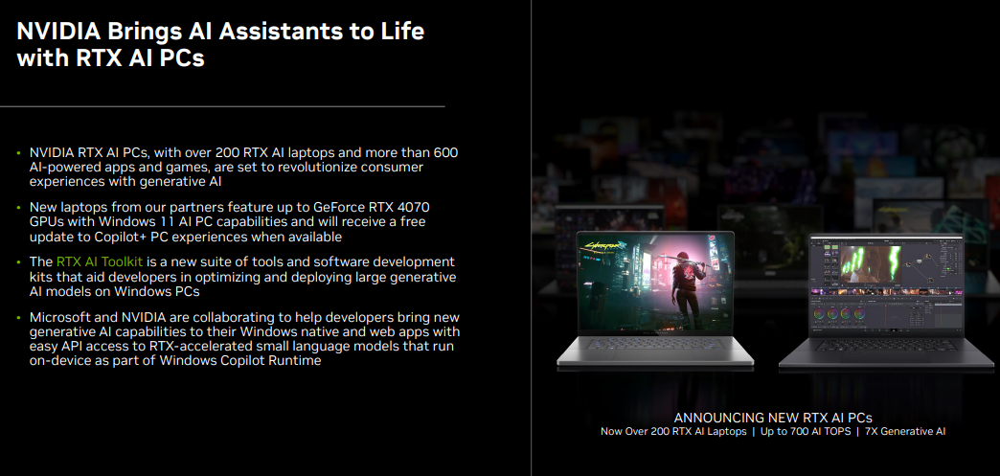 NVIDIA Brings AI Assistants to Life
with RTX AI PCs
• NVIDIA RTX AI PCs, with over 200 RTX AI laptops and more than 600
AI-powered apps and games, are set to revolutionize consumer
experiences with generative AI
• New laptops from our partners feature up to GeForce RTX 4070
GPUs with Windows 11 AI PC capabilities and will receive a free
update to Copilot+ PC experiences when available
• The RTX AI Toolkit is a new suite of tools and software development
kits that aid developers in optimizing and deploying large generative
AI models on Windows PCs
• Microsoft and NVIDIA are collaborating to help developers bring new
generative AI capabilities to their Windows native and web apps with
easy API access to RTX-accelerated small language models that run
on-device as part of Windows Copilot Runtime
Cyberpunk
ANNOUNCING NEW RTX AI PCs
Now Over 200 RTX AI Laptops | Up to 700 AI TOPS | 7X Generative AI